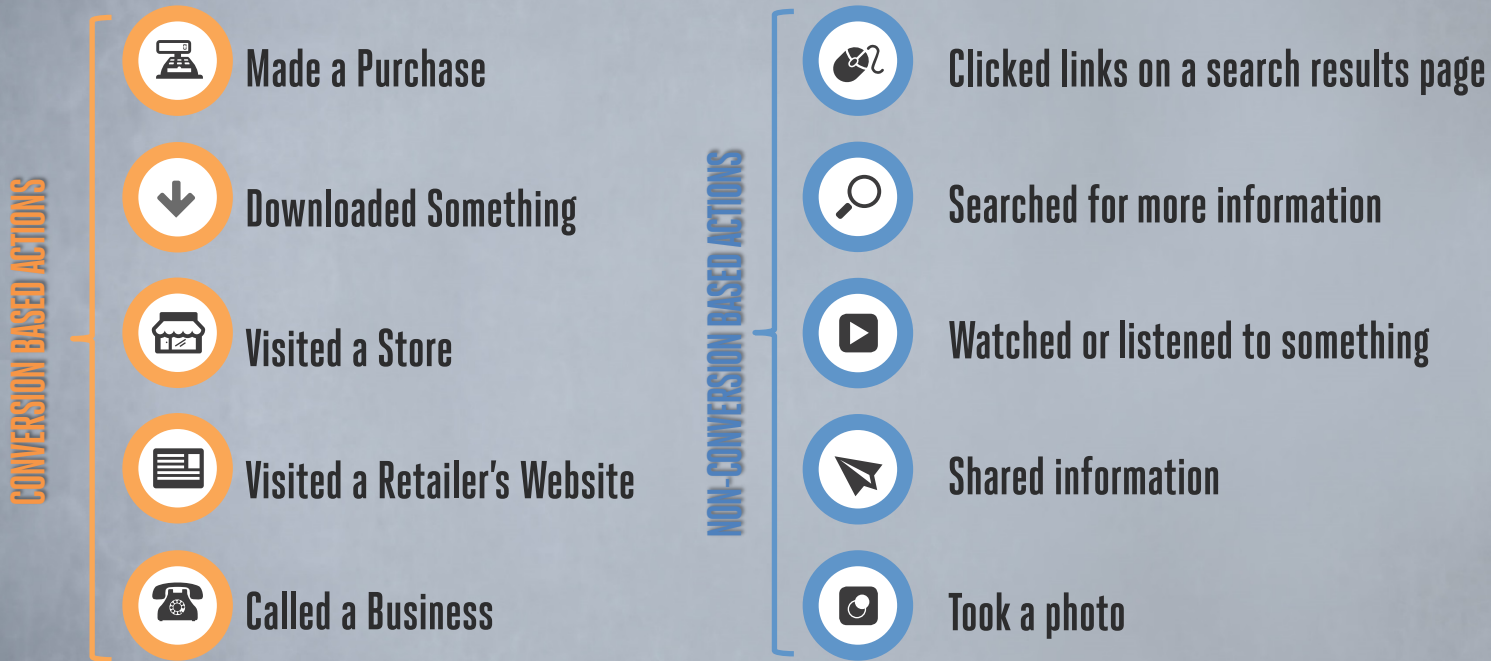 CONVERSION BASED ACTIONS
Made a Purchase
Downloaded Something
Visited a Store
Visited a Retailer's Website
Called a Business
NON-CONVERSION BASED ACTIONS
Clicked links on a search results page
Searched for more information
Watched or listened to something
Shared information
Took a photo